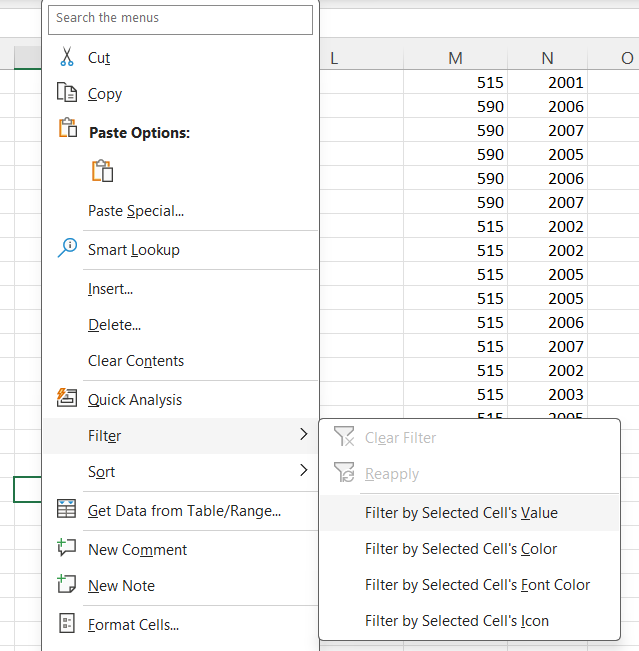 Search the menus
Cut
Copy
Paste Options:
Paste Special...
Smart Lookup
Insert...
Delete...
Clear Contents
Quick Analysis
Filter
Sort
Get Data from Table/Range...
New Comment
New Note
Format Cells...
L M N O
515 2001
590 2006
590 2007
590 2005
590 2006
590 2007
515 2002
515 2002
515 2005
515 2005
515 2006
515 2007
515 2002
515 2003
515 2005
Clear Filter
Reapply
Filter by Selected Cell's Value
Filter by Selected Cell's Color
Filter by Selected Cell's Font Color
Filter by Selected Cell's Icon